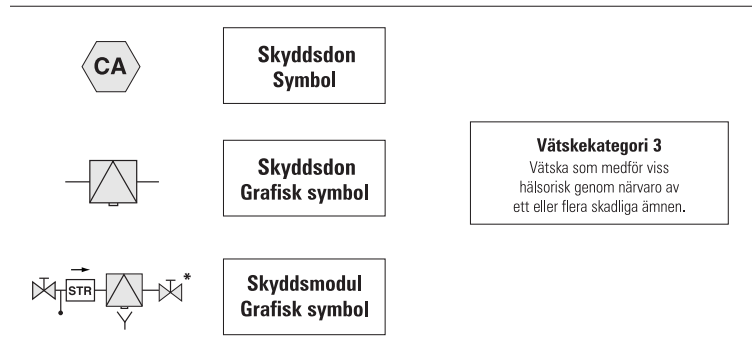 CA
Skyddsdon
Symbol
Skyddsdon
Grafisk symbol
Vätskekategori 3
Vätska som medför viss
hälsorisk genom närvaro av
ett eller flera skadliga ämnen.
STR
*
Skyddsmodul
Grafisk symbol